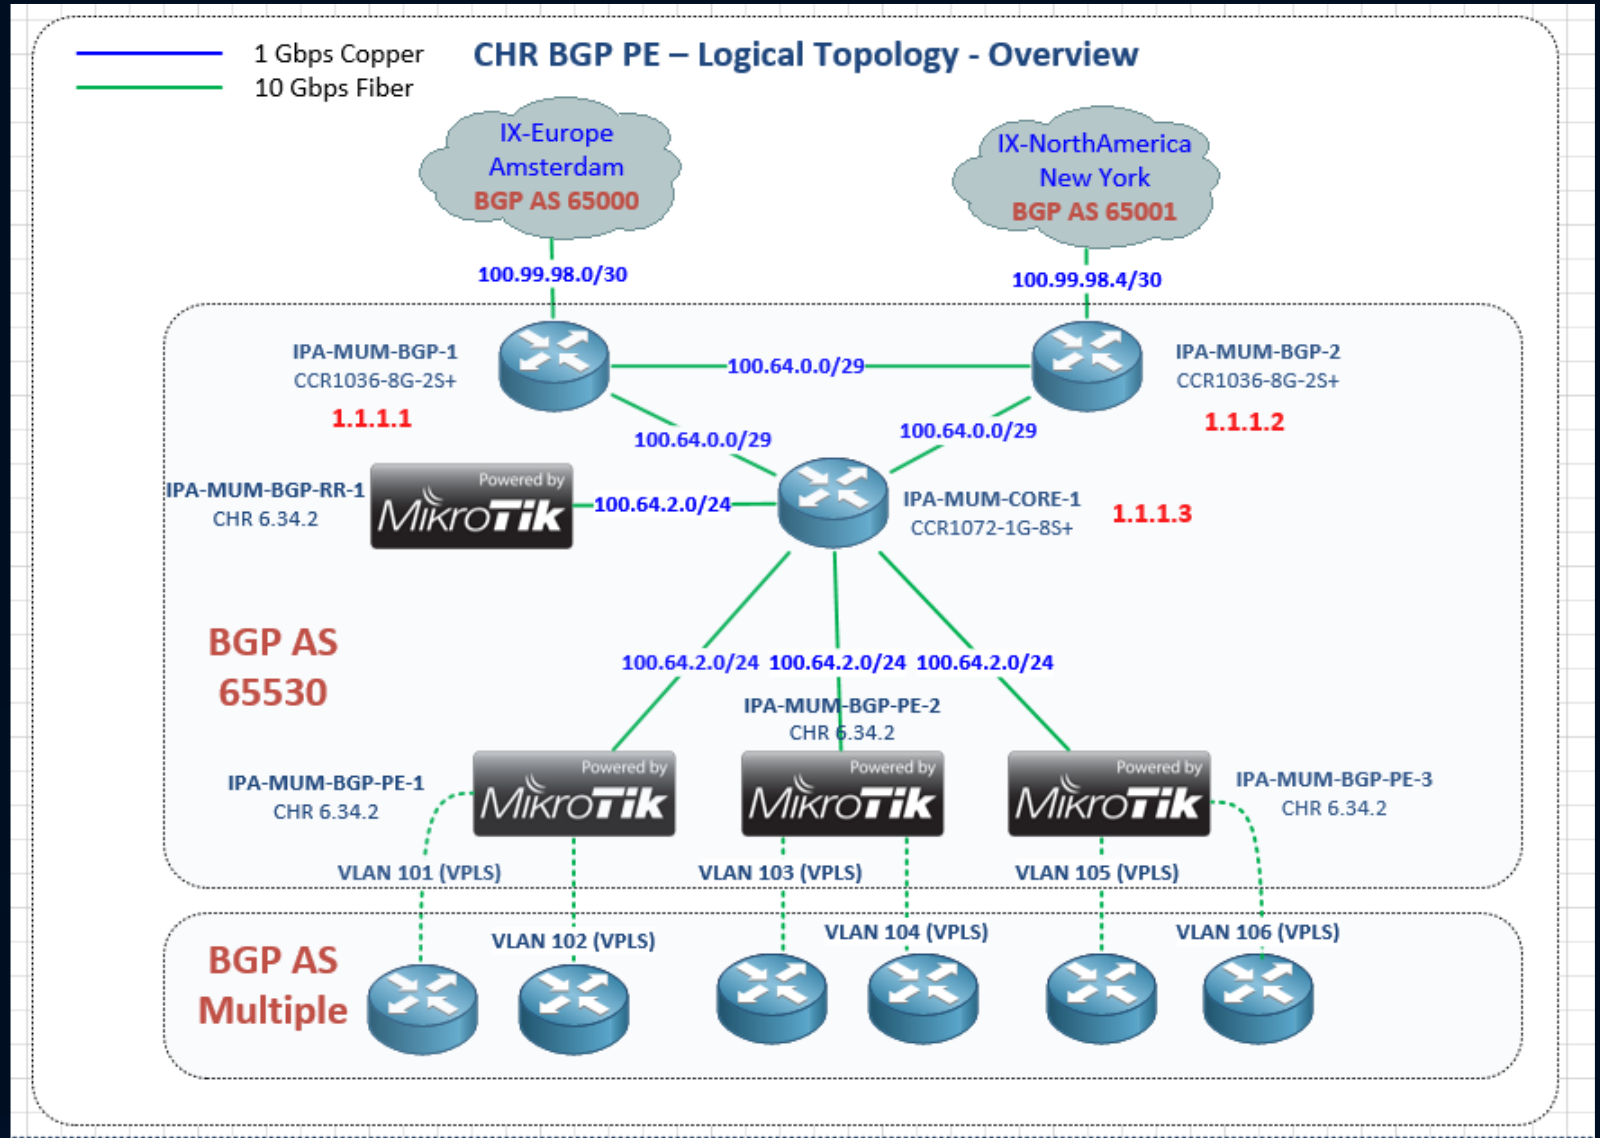 1 Gbps Copper
10 Gbps Fiber
CHR BGP PE – Logical Topology - Overview
IX-Europe
Amsterdam
BGP AS 65000
IX-NorthAmerica
New York
BGP AS 65001
100.99.98.0/30
100.99.98.4/30
IPA-MUM-BGP-1
CCR1036-8G-2S+
1.1.1.1
100.64.0.0/29
IPA-MUM-BGP-2
CCR1036-8G-2S+
1.1.1.2
100.64.0.0/29
100.64.0.0/29
IPA-MUM-BGP-RR-1
CHR 6.34.2
Powered by
MikroTik
100.64.2.0/24
IPA-MUM-CORE-1
CCR1072-1G-8S+
1.1.1.3
BGP AS
65530
100.64.2.0/24
100.64.2.0/24
100.64.2.0/24
IPA-MUM-BGP-PE-2
CHR 6.34.2
IPA-MUM-BGP-PE-1
CHR 6.34.2
Powered by
MikroTik
Powered by
MikroTik
Powered by
MikroTik
IPA-MUM-BGP-PE-3
CHR 6.34.2
VLAN 101 (VPLS)
VLAN 103 (VPLS)
VLAN 105 (VPLS)
VLAN 102 (VPLS)
VLAN 104 (VPLS)
VLAN 106 (VPLS)
BGP AS
Multiple